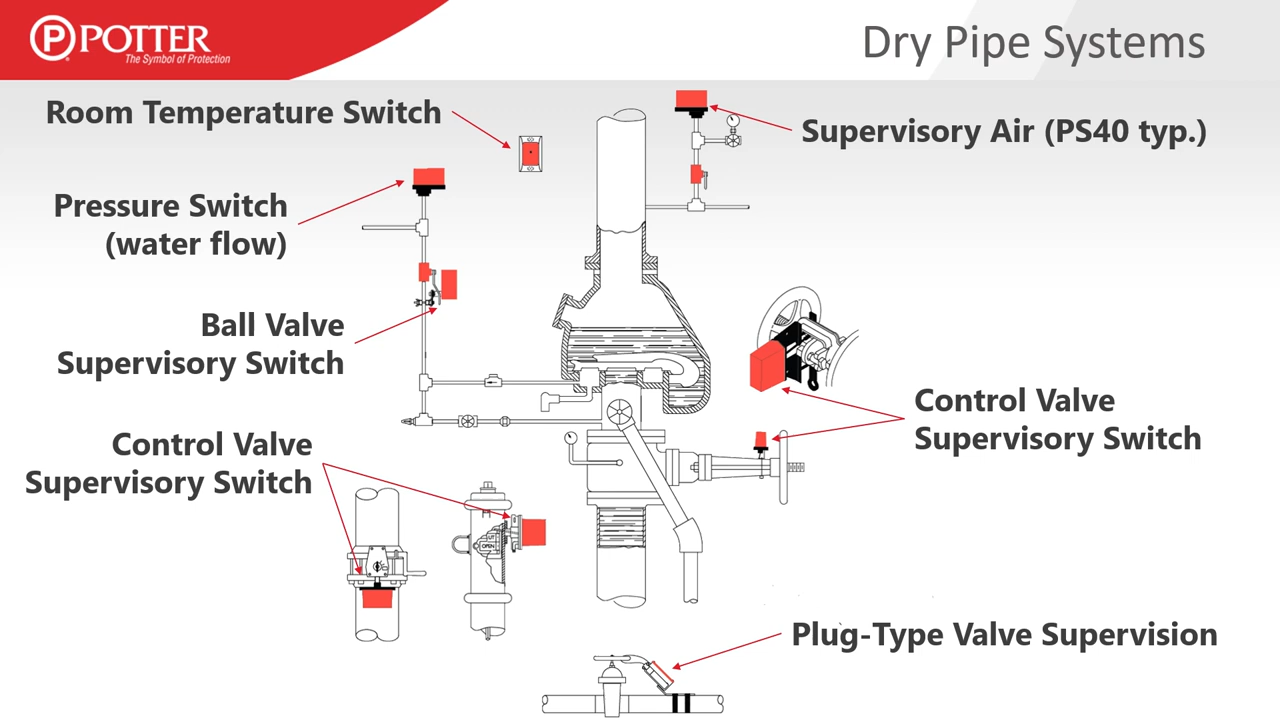 POTTER
The Symbol of Protection
Dry Pipe Systems
Room Temperature Switch
Supervisory Air (PS40 typ.)
Pressure Switch
(water flow)
Ball Valve
Supervisory Switch
Control Valve
Supervisory Switch
Control Valve
Supervisory Switch
OPEN
Plug-Type Valve Supervision